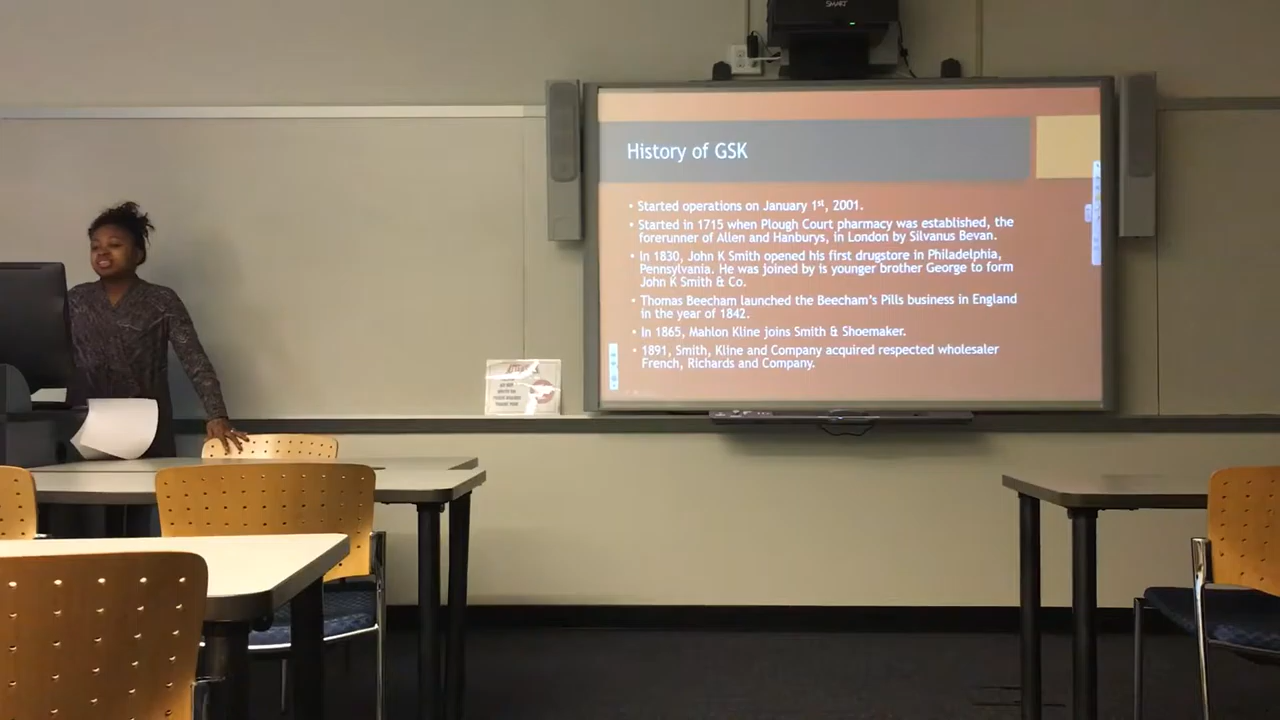 SMART
History of GSK
• Started operations on January 1st, 2001.
• Started in 1715 when Plough Court pharmacy was established, the
forerunner of Allen and Hanburys, in London by Silvanus Bevan.
• In 1830, John K Smith opened his first drugstore in Philadelphia,
Pennsylvania. He was joined by is younger brother George to form
John K Smith & Co.
• Thomas Beecham launched the Beecham's Pills business in England
in the year of 1842.
• In 1865, Mahlon Kline joins Smith & Shoemaker.
• 1891, Smith, Kline and Company acquired respected wholesaler
French, Richards and Company.